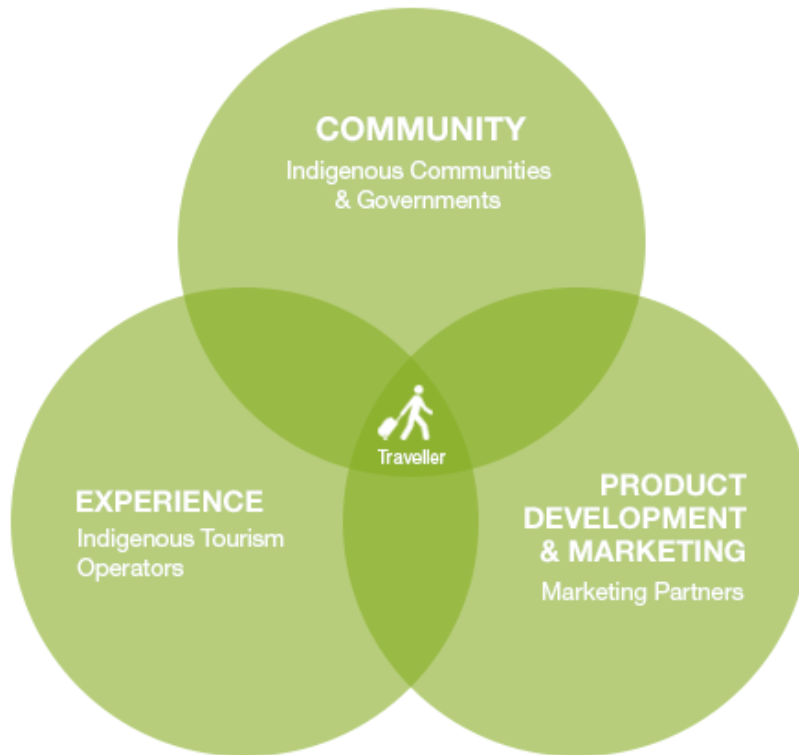 COMMUNITY
Indigenous Communities
& Governments
Traveller
EXPERIENCE
Indigenous Tourism
Operators
PRODUCT
DEVELOPMENT
& MARKETING
Marketing Partners